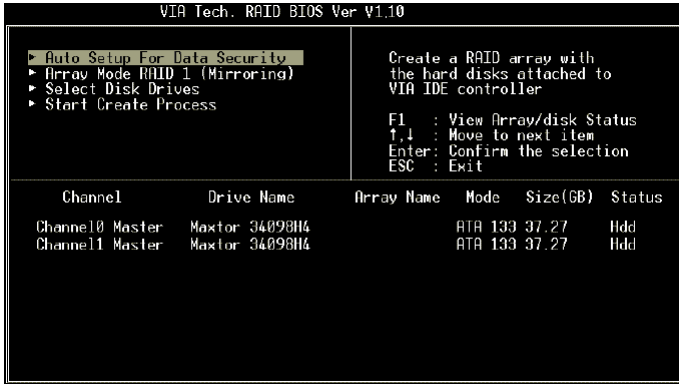 VIA Tech. RAID BIOS Ver V1.10
► Auto Setup For Data Security
► Array Mode RAID 1 (Mirroring)
► Select Disk Drives
► Start Create Process
Create a RAID array with
the hard disks attached to
VIA IDE controller
F1 : View Array/disk Status
↑,↓ : Move to next item
Enter: Confirm the selection
ESC : Exit
Channel Drive Name Array Name Mode Size(GB) Status
Channel0 Master Maxtor 34098H4 ATA 133 37.27 Hdd
Channel1 Master Maxtor 34098H4 ATA 133 37.27 Hdd